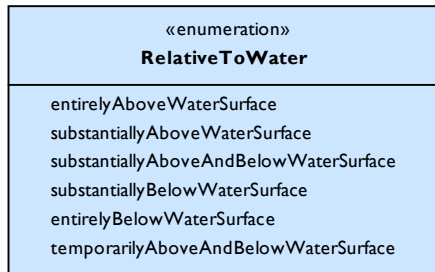 «enumeration»
RelativeToWater
entirelyAboveWaterSurface
substantiallyAboveWaterSurface
substantiallyAboveAndBelowWaterSurface
substantiallyBelowWaterSurface
entirelyBelowWaterSurface
temporarilyAboveAndBelowWaterSurface